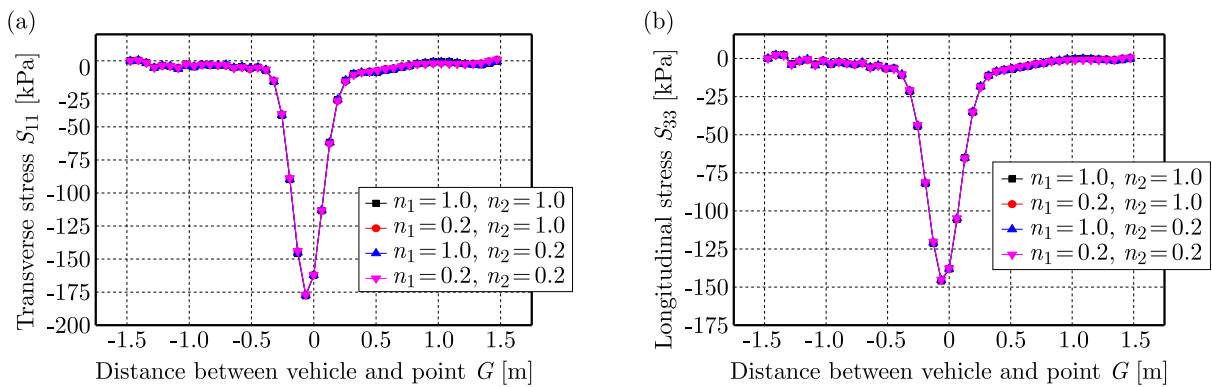 (a)
Transverse stress S₁₁ [kPa]
0
-25
-50
-75
-100
-125
-150
-175
-200
-1.5 -1.0 -0.5 0 0.5 1.0 1.5
Distance between vehicle and point G [m]
n₁=1.0, n₂=1.0
n₁=0.2, n₂=1.0
n₁=1.0, n₂=0.2
n₁=0.2, n₂=0.2
(b)
Longitudinal stress S₃₃ [kPa]
0
-25
-50
-75
-100
-125
-150
-175
-1.5 -1.0 -0.5 0 0.5 1.0 1.5
Distance between vehicle and point G [m]
n₁=1.0, n₂=1.0
n₁=0.2, n₂=1.0
n₁=1.0, n₂=0.2
n₁=0.2, n₂=0.2